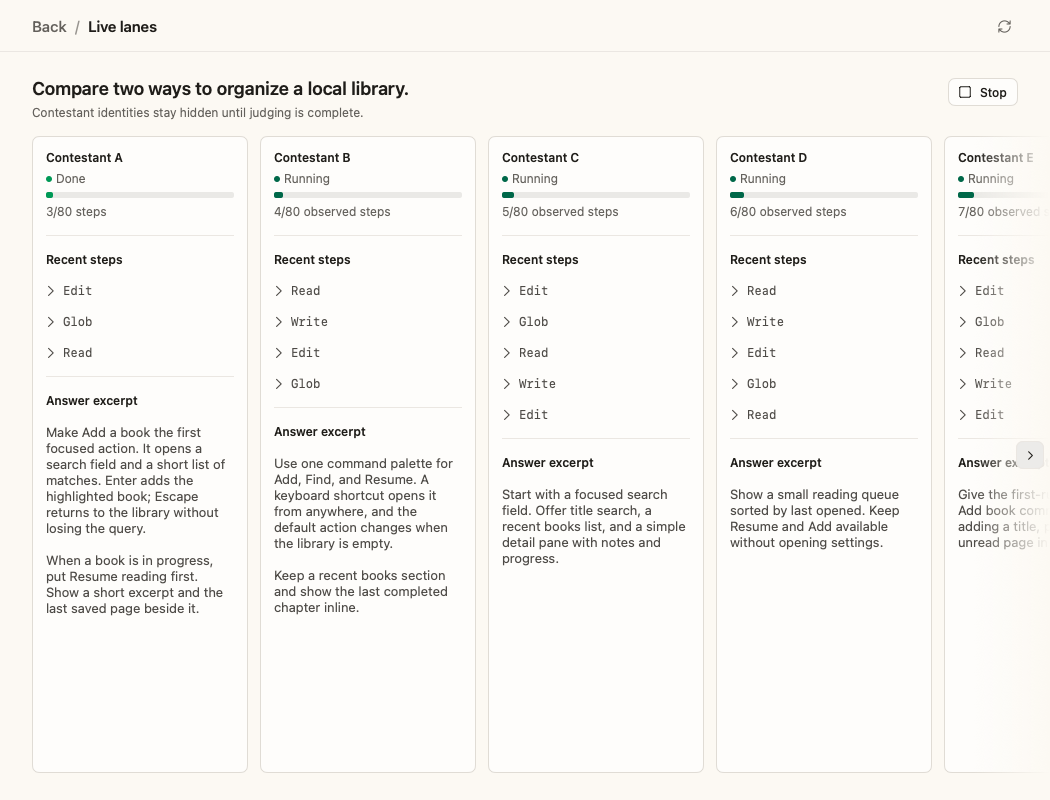 Back / Live lanes
Compare two ways to organize a local library.
Contestant identities stay hidden until judging is complete.
Stop
Contestant A
Done
3/80 steps
Recent steps
Edit
Glob
Read
Answer excerpt
Make Add a book the first
focused action. It opens a
search field and a short list of
matches. Enter adds the
highlighted book; Escape
returns to the library without
losing the query.
When a book is in progress,
put Resume reading first.
Show a short excerpt and the
last saved page beside it.
Contestant B
Running
4/80 observed steps
Recent steps
Read
Write
Edit
Glob
Answer excerpt
Use one command palette for
Add, Find, and Resume. A
keyboard shortcut opens it
from anywhere, and the
default action changes when
the library is empty.
Keep a recent books section
and show the last completed
chapter inline.
Contestant C
Running
5/80 observed steps
Recent steps
Edit
Glob
Read
Write
Edit
Answer excerpt
Start with a focused search
field. Offer title search, a
recent books list, and a simple
detail pane with notes and
progress.
Contestant D
Running
6/80 observed steps
Recent steps
Read
Write
Edit
Glob
Read
Answer excerpt
Show a small reading queue
sorted by last opened. Keep
Resume and Add available
without opening settings.
Contestant E
Running
7/80 observed
Recent steps
Edit
Glob
Read
Write
Edit
Answer
Give the
Add book
adding a title,
unread page